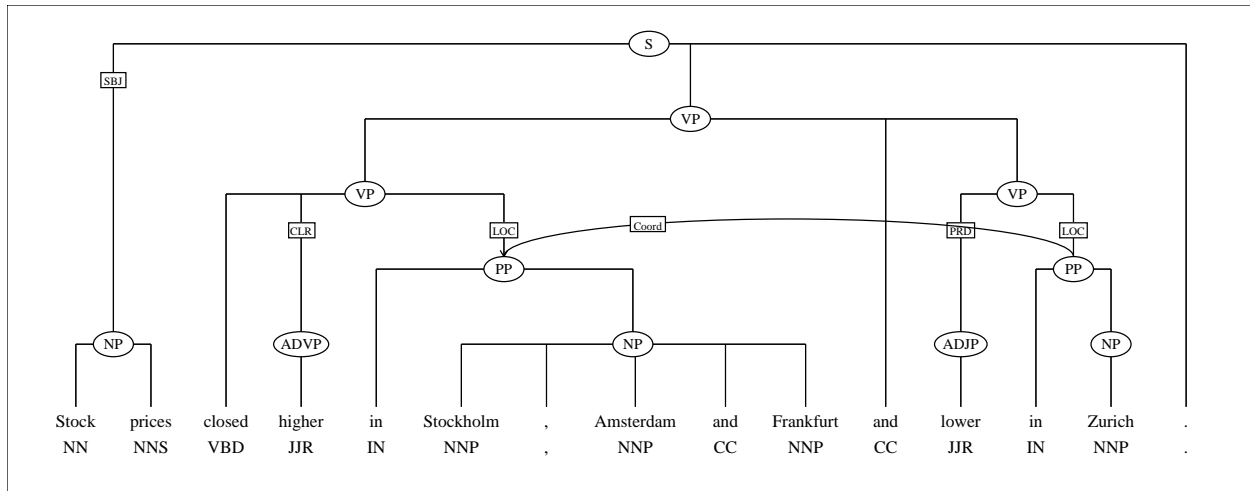 S
SBJ
VP
VP VP
CLR LOC Coord PRD LOC
PP PP
NP ADVP NP ADJP NP
Stock prices closed higher in Stockholm , Amsterdam and Frankfurt and lower in Zurich .
NN NNS VBD JJR IN NNP , NNP CC NNP CC JJR IN NNP .